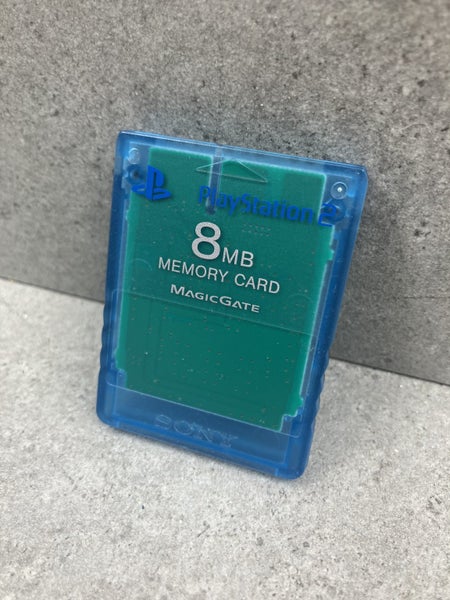 PlayStation 2
8MB
MEMORY CARD
MAGICGATE
SONY